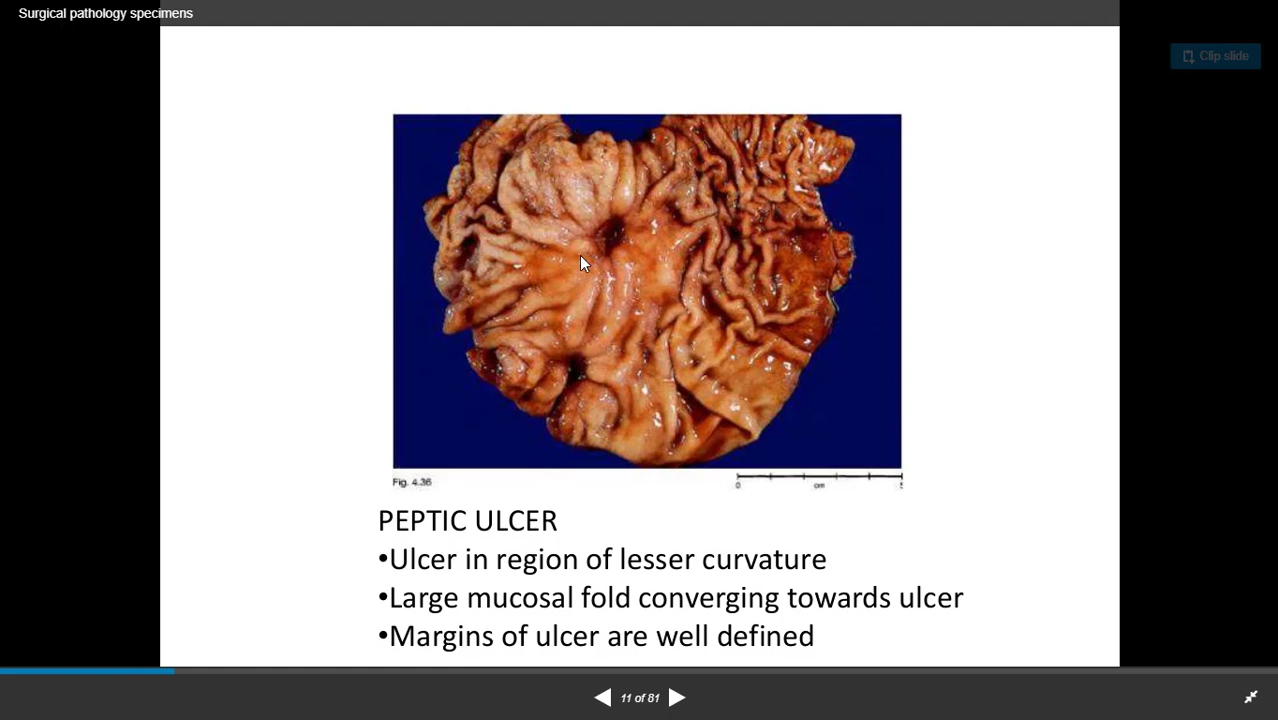 Surgical pathology specimens
Clip slide
Fig. 4.36
0 cm 5
PEPTIC ULCER
•Ulcer in region of lesser curvature
•Large mucosal fold converging towards ulcer
•Margins of ulcer are well defined
11 of 81